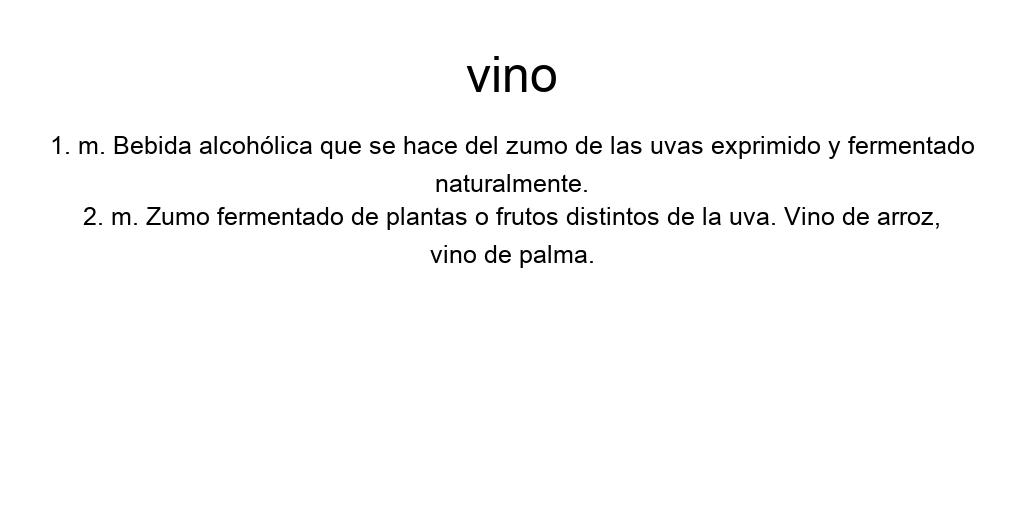 vino
1. m. Bebida alcohólica que se hace del zumo de las uvas exprimido y fermentado
naturalmente.
2. m. Zumo fermentado de plantas o frutos distintos de la uva. Vino de arroz,
vino de palma.